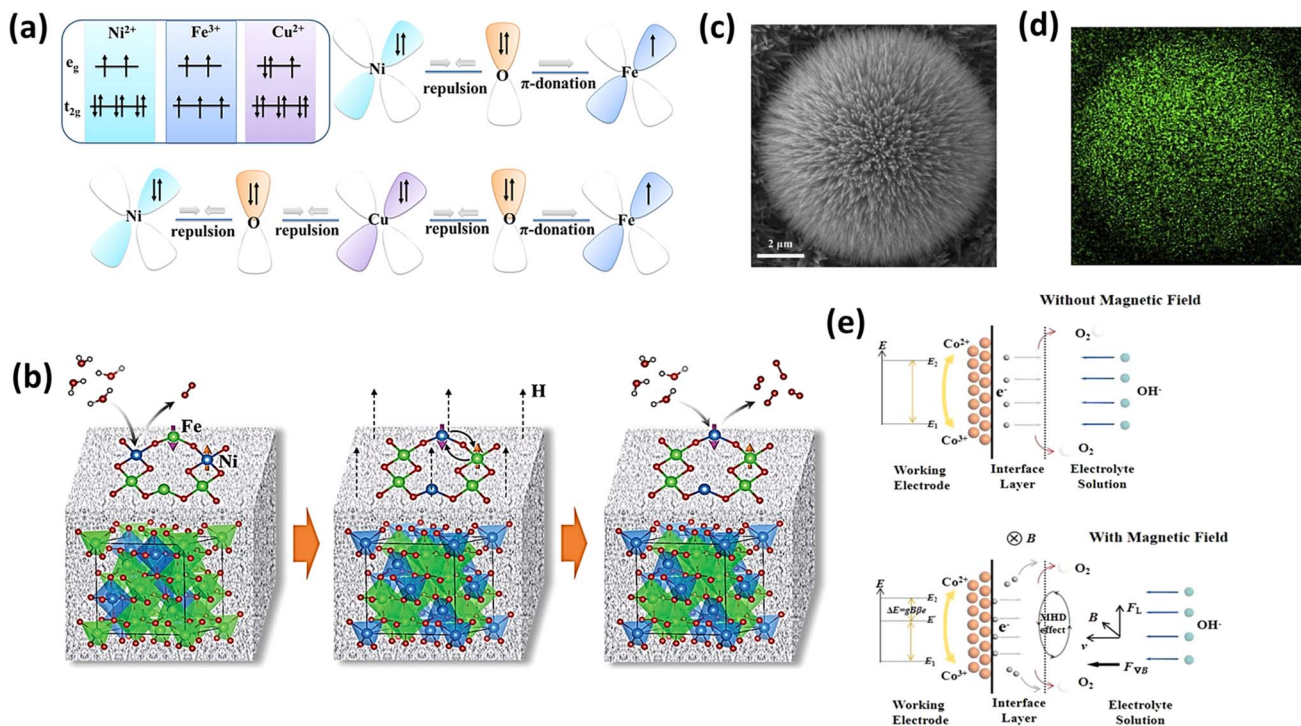 (a)
Ni2+ Fe3+ Cu2+
eg
t2g
Ni
repulsion
O
π-donation
Fe
Ni
repulsion
O
repulsion
Cu
repulsion
O
π-donation
Fe
(b)
Fe
Ni
H
(c)
2 µm
(d)
(e)
Without Magnetic Field
E
E2
E1
Co2+
Co3+
e-
O2
OH-
O2
Working
Electrode
Interface
Layer
Electrolyte
Solution
⊗ B
With Magnetic Field
E
E2
ΔE=gBβe
E
E1
Co2+
Co3+
e-
MHD
effect
O2
B
FL
v
F∇B
OH-
O2
Working
Electrode
Interface
Layer
Electrolyte
Solution